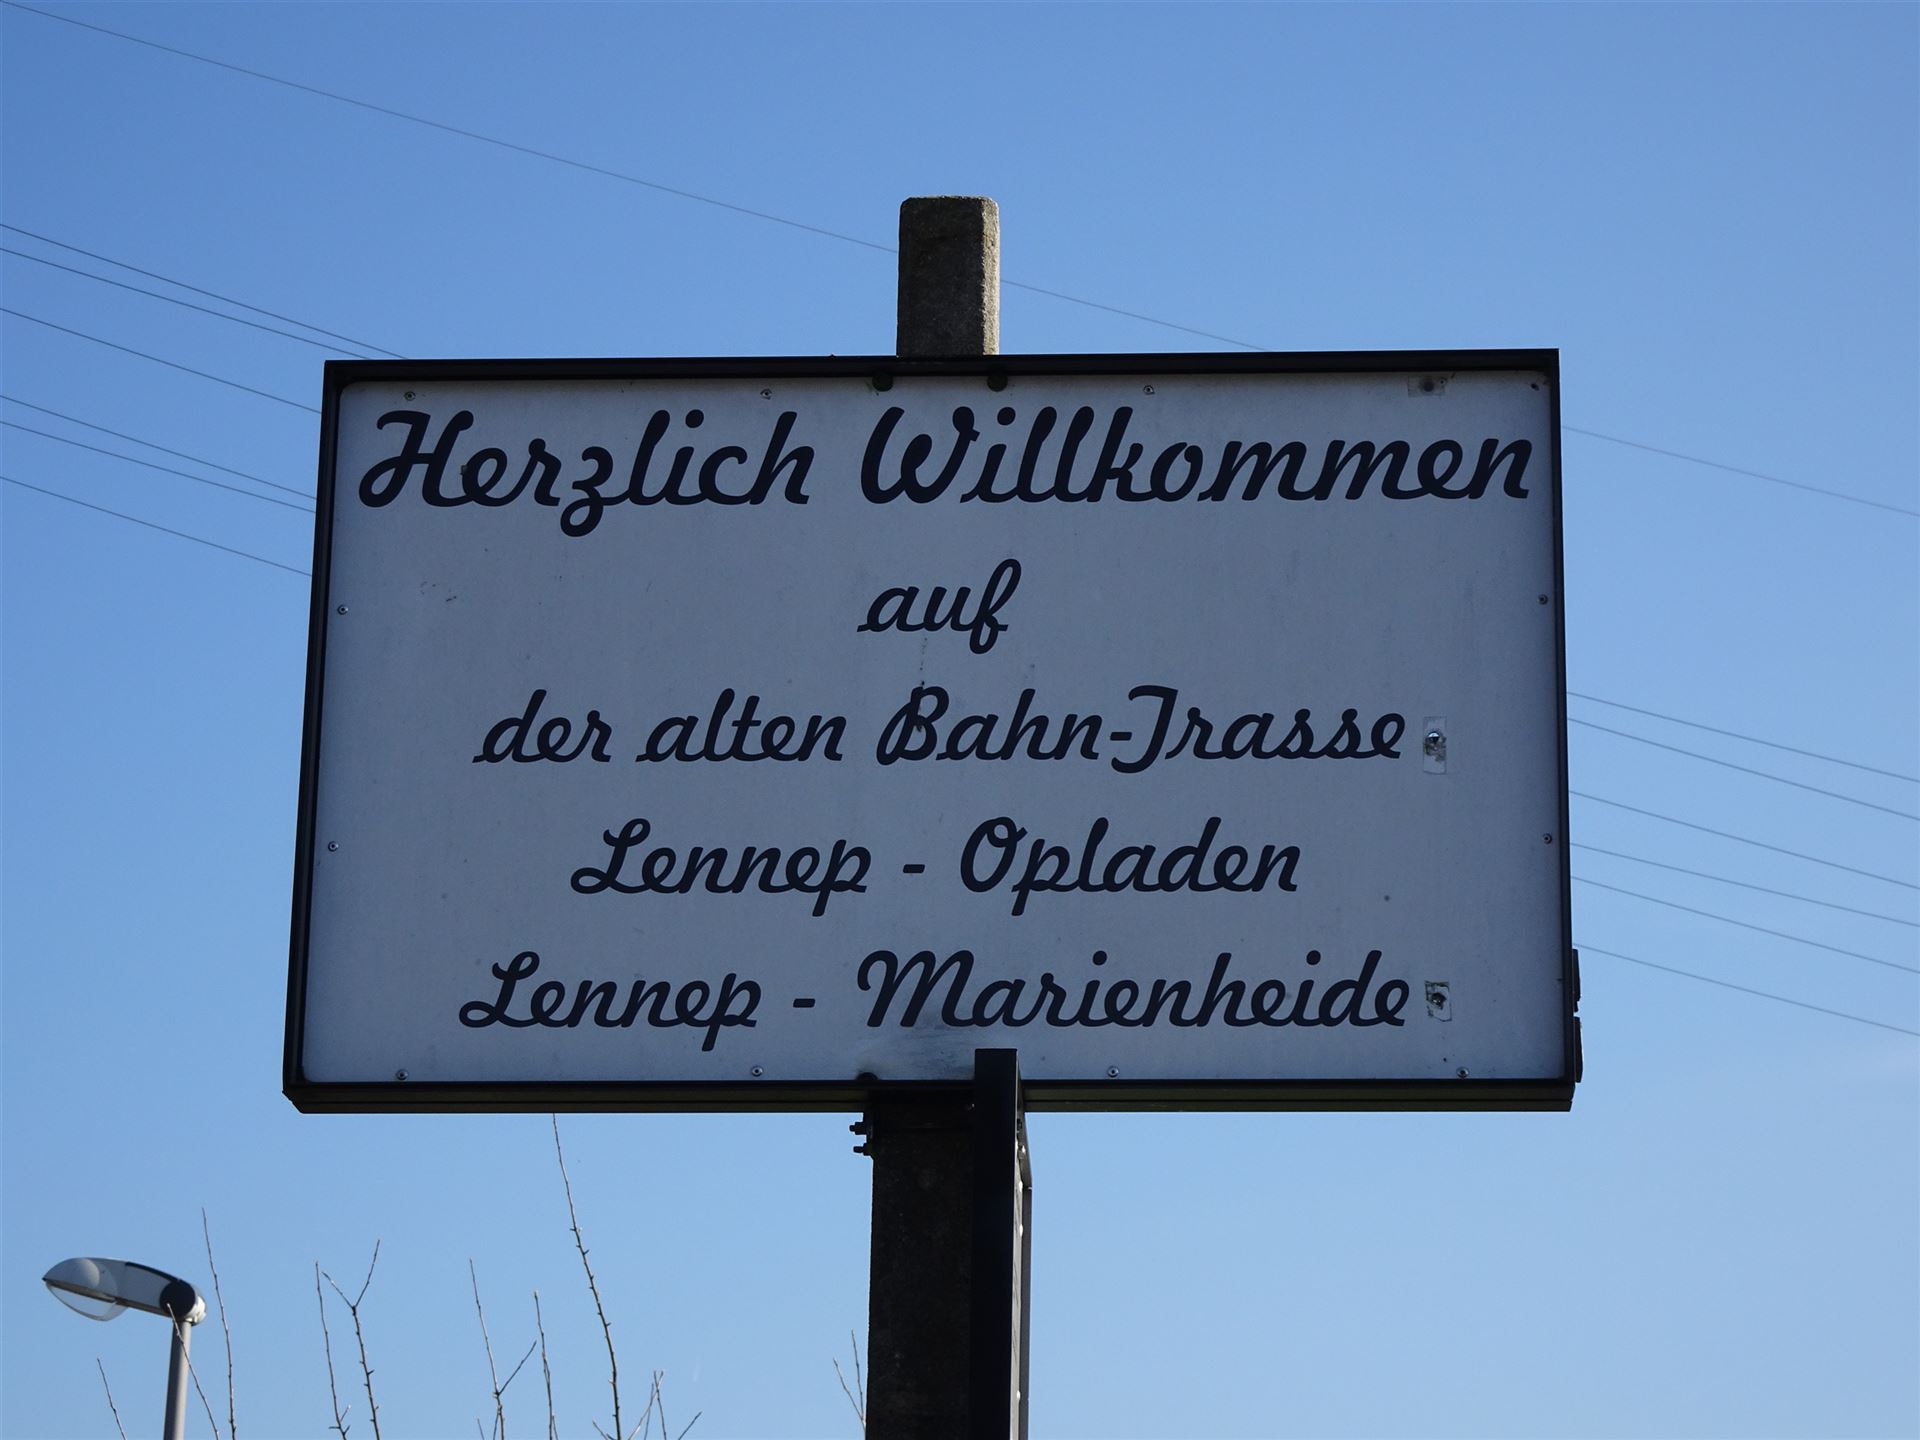 Herzlich Willkommen
auf
der alten Bahn-Trasse
Lennep - Opladen
Lennep - Marienheide